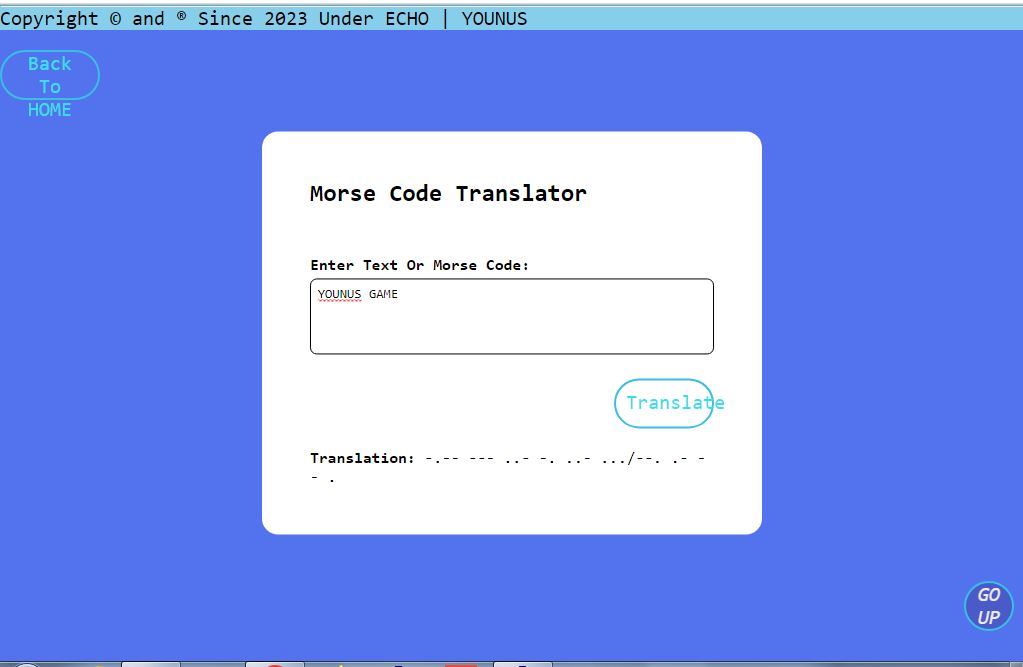 Copyright © and ® Since 2023 Under ECHO | YOUNUS
Back
To
HOME
Morse Code Translator
Enter Text Or Morse Code:
YOUNUS GAME
Translate
Translation: -.-- --- ..- -. ..- .../--. .- -
- .
GO
UP